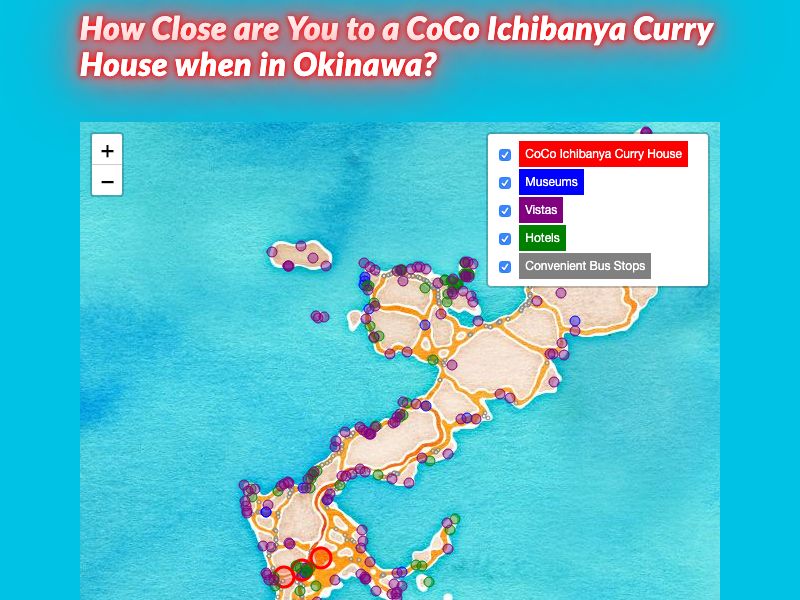 How Close are You to a CoCo Ichibanya Curry
House when in Okinawa?
+
−
CoCo Ichibanya Curry House
Museums
Vistas
Hotels
Convenient Bus Stops